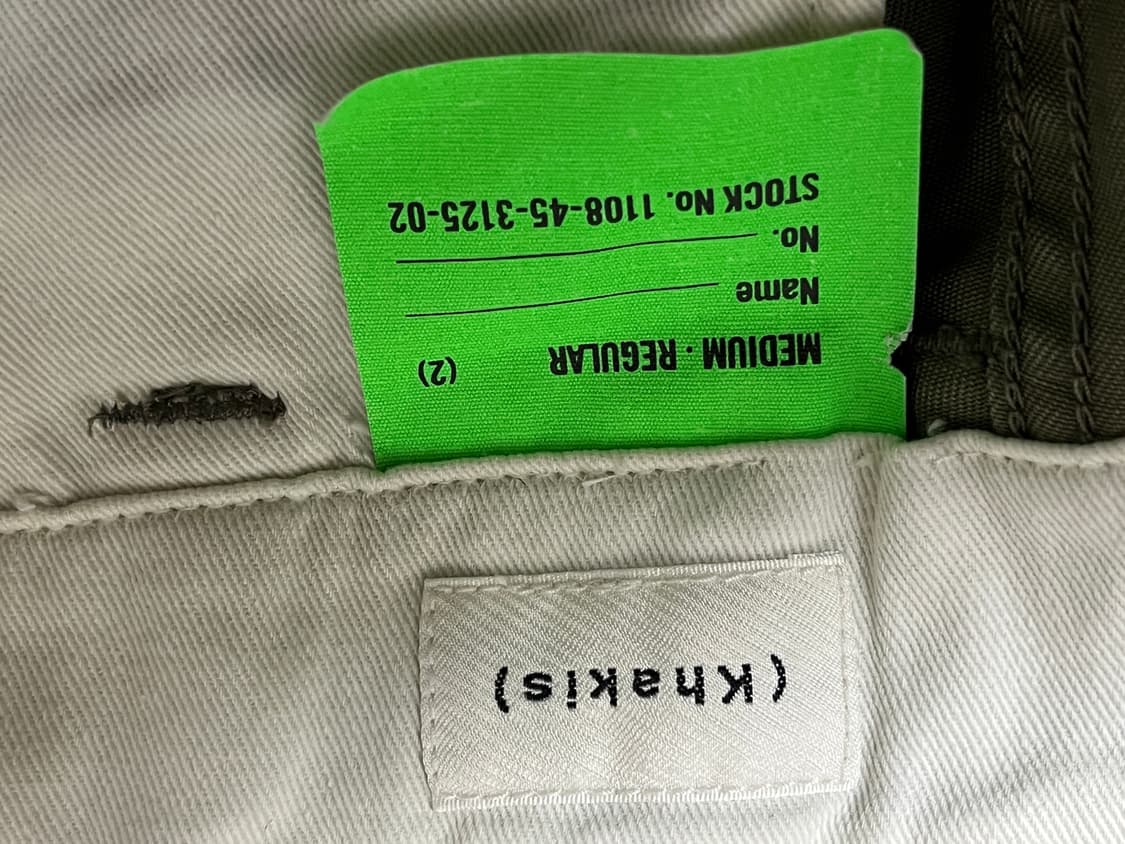 (Khakis)
MEDIUM · REGULAR (2)
Name
No.
STOCK No. 1108-45-3125-02